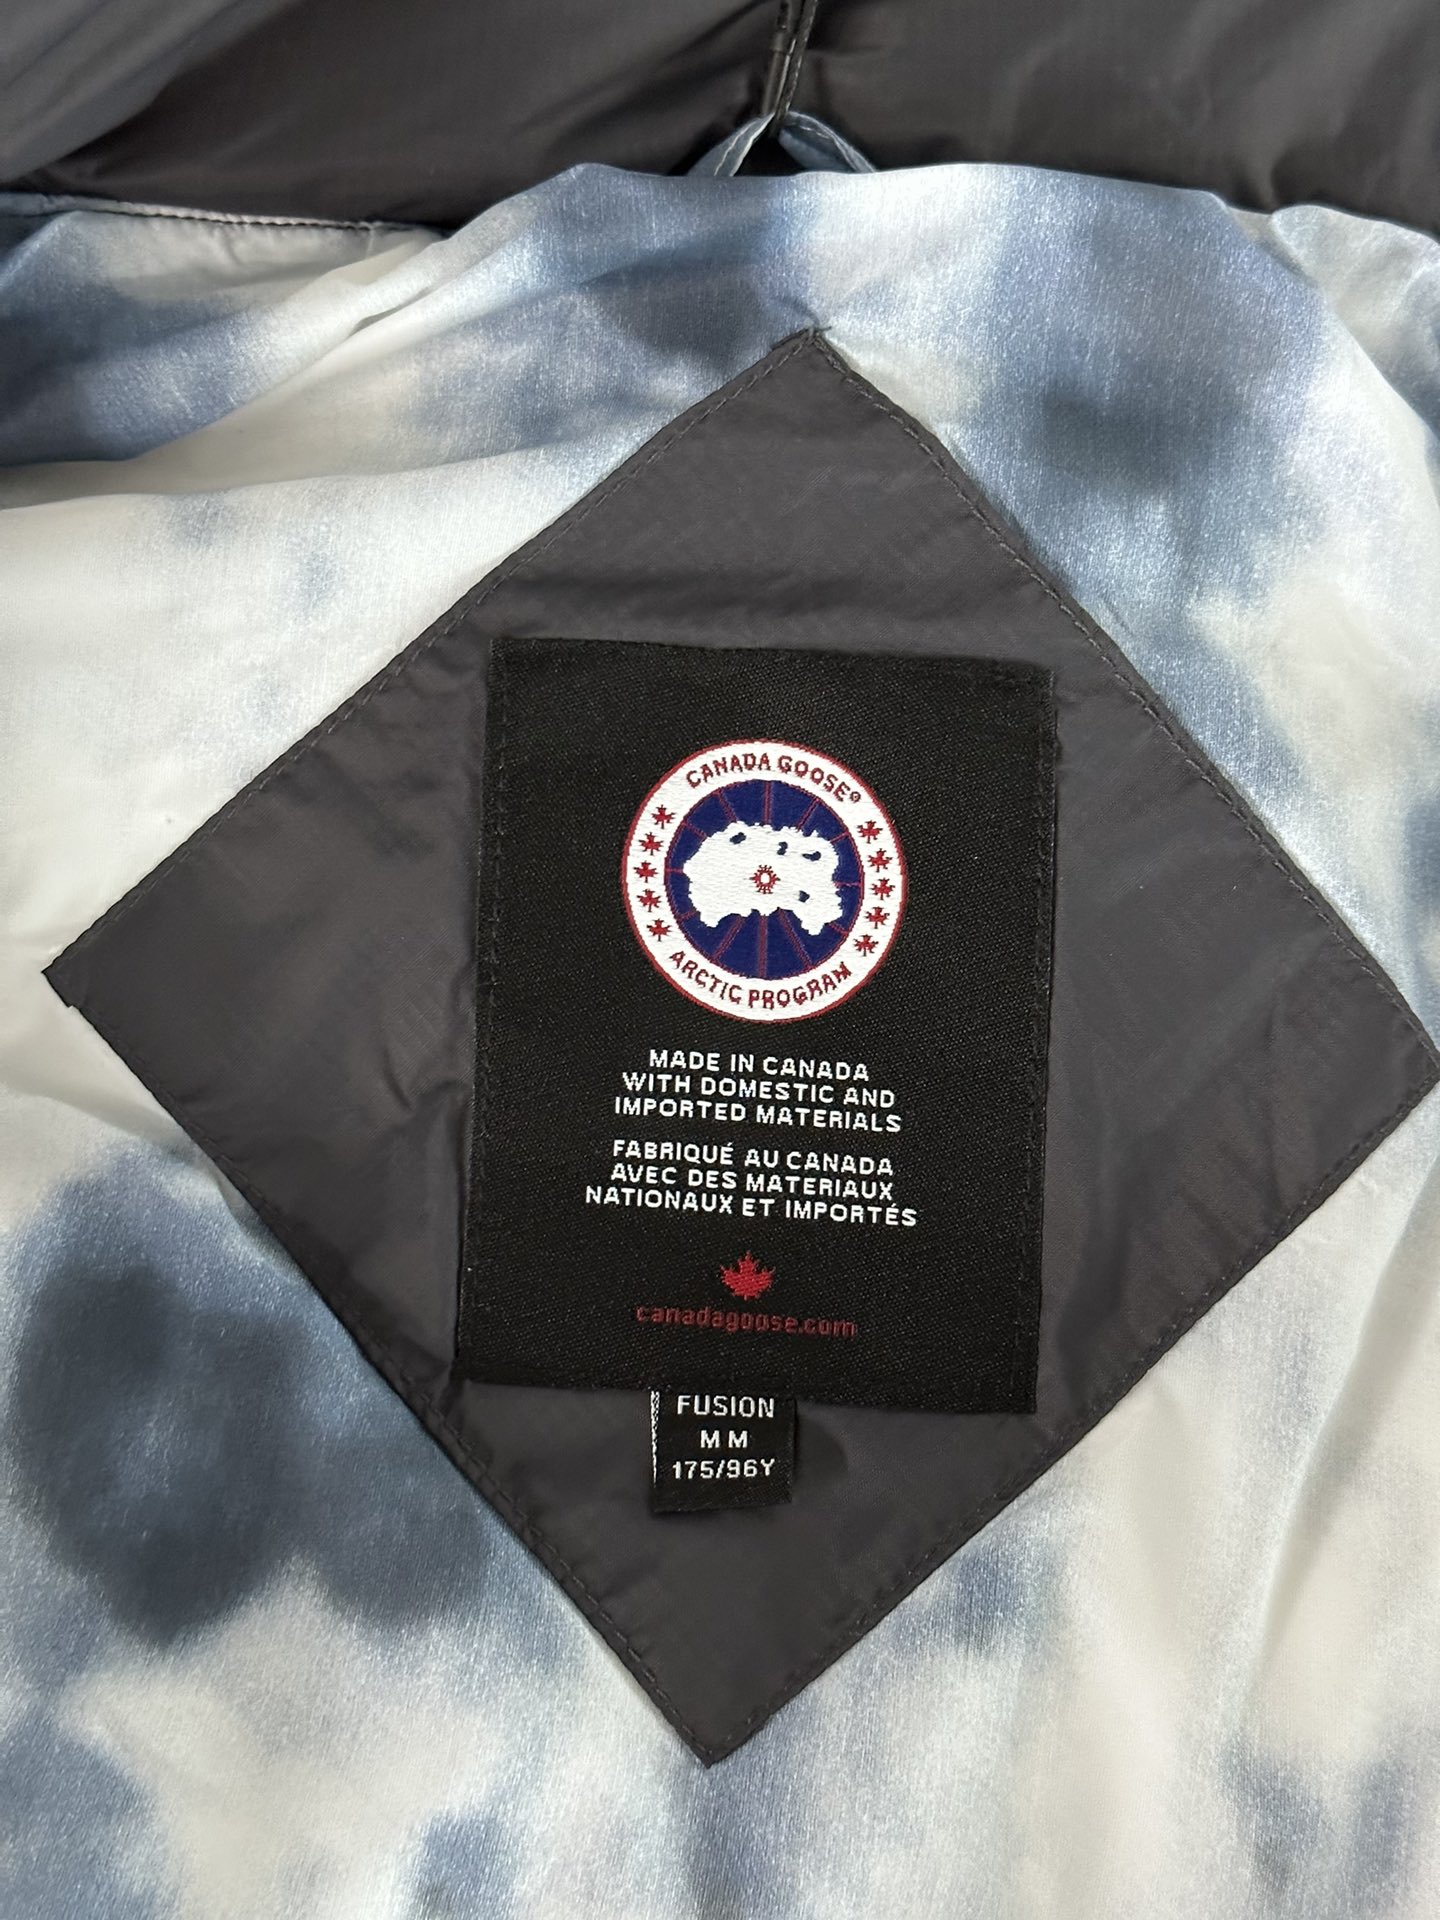 CANADA GOOSE®
ARCTIC PROGRAM
MADE IN CANADA
WITH DOMESTIC AND
IMPORTED MATERIALS
FABRIQUÉ AU CANADA
AVEC DES MATERIAUX
NATIONAUX ET IMPORTÉS
canadagoose.com
FUSION
M M
175/96Y